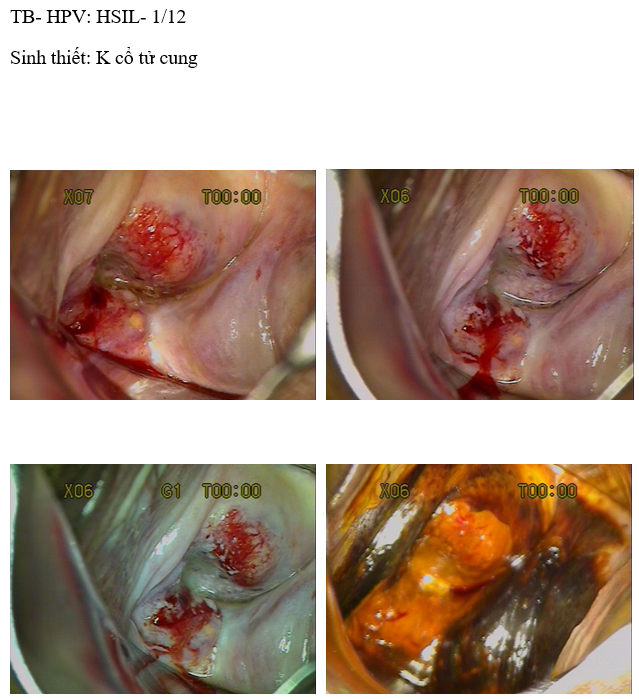 TB- HPV: HSIL- 1/12
Sinh thiết: K cổ tử cung
X07 T00:00
X06 T00:00
X06 G1 T00:00
X06 T00:00